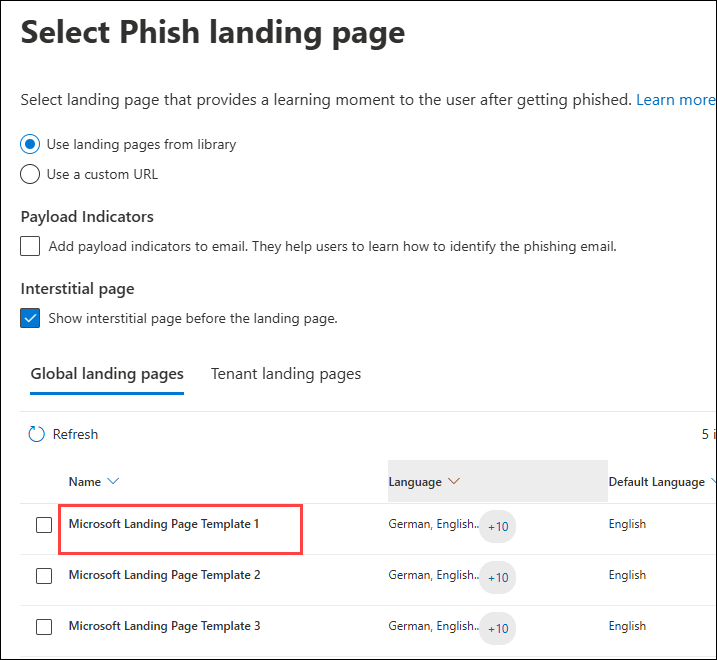 Select Phish landing page
Select landing page that provides a learning moment to the user after getting phished. Learn more
Use landing pages from library
Use a custom URL
Payload Indicators
Add payload indicators to email. They help users to learn how to identify the phishing email.
Interstitial page
Show interstitial page before the landing page.
Global landing pages Tenant landing pages
Refresh 5 i
Name Language Default Language
Microsoft Landing Page Template 1 German, English.. +10 English
Microsoft Landing Page Template 2 German, English.. +10 English
Microsoft Landing Page Template 3 German, English.. +10 English